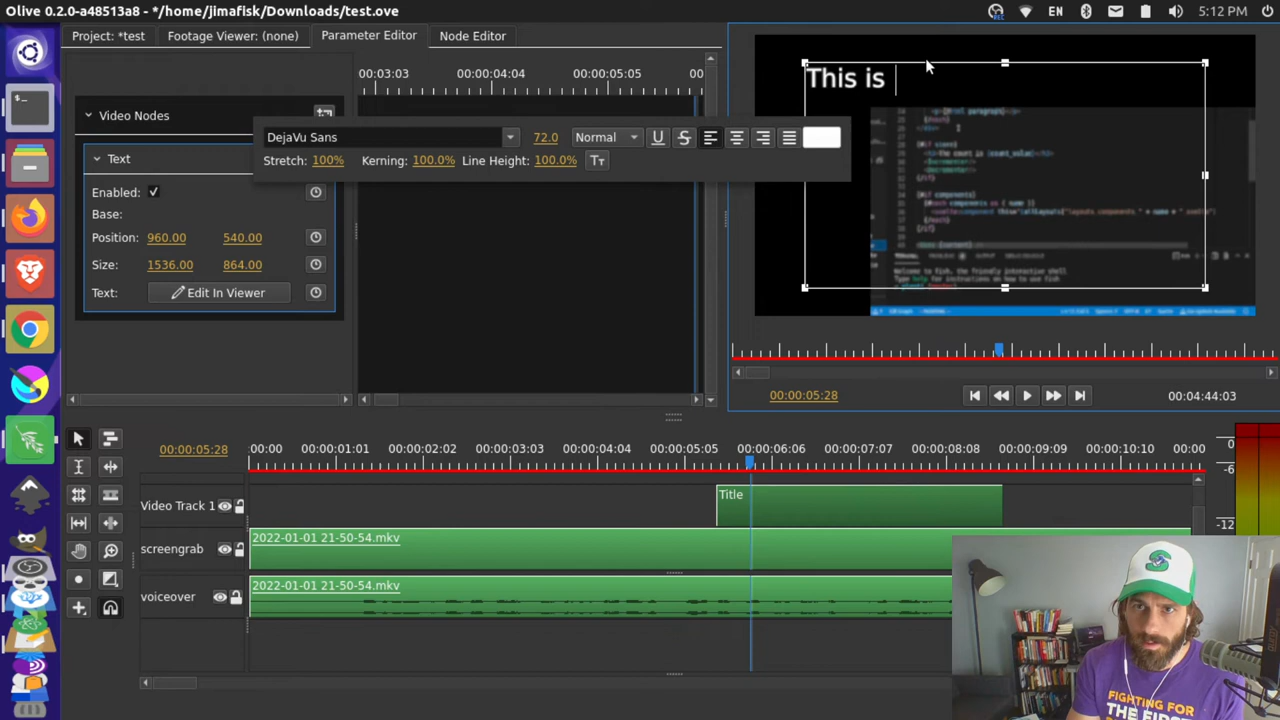 Olive 0.2.0-a48513a8 - */home/jimafisk/Downloads/test.ove
EN
5:12 PM
Project: *test
Footage Viewer: (none)
Parameter Editor
Node Editor
00:03:03 00:00:04:04 00:00:05:05 00
Video Nodes
Text
Enabled:
Base:
Position: 960.00 540.00
Size: 1536.00 864.00
Text: Edit In Viewer
DejaVu Sans 72.0 Normal
Stretch: 100% Kerning: 100.0% Line Height: 100.0%
This is
00:00:05:28
00:04:44:03
00:00:05:28
:00:00 00:00:01:01 00:00:02:02 00:00:03:03 00:00:04:04 00:00:05:05 00:00:06:06 00:00:07:07 00:00:08:08 00:00:09:09 00:00:10:10 00:00
0
-6
-12
Video Track 1
Title
screengrab
2022-01-01 21-50-54.mkv
voiceover
2022-01-01 21-50-54.mkv
FIGHTING FOR
THE FIRST